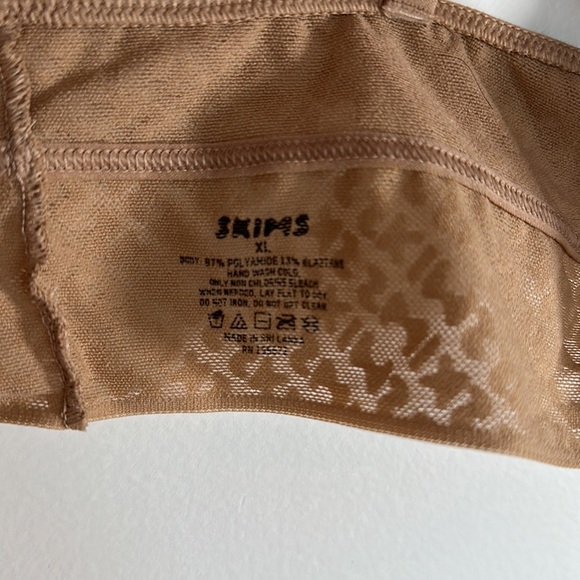 SKIMS
XL
BODY: 87% POLYAMIDE 13% ELASTANE
HAND WASH COLD,
ONLY NON CHLORINE BLEACH
WHEN NEEDED, LAY FLAT TO DRY
DO NOT IRON, DO NOT DRY CLEAN
MADE IN SRI LANKA
RN